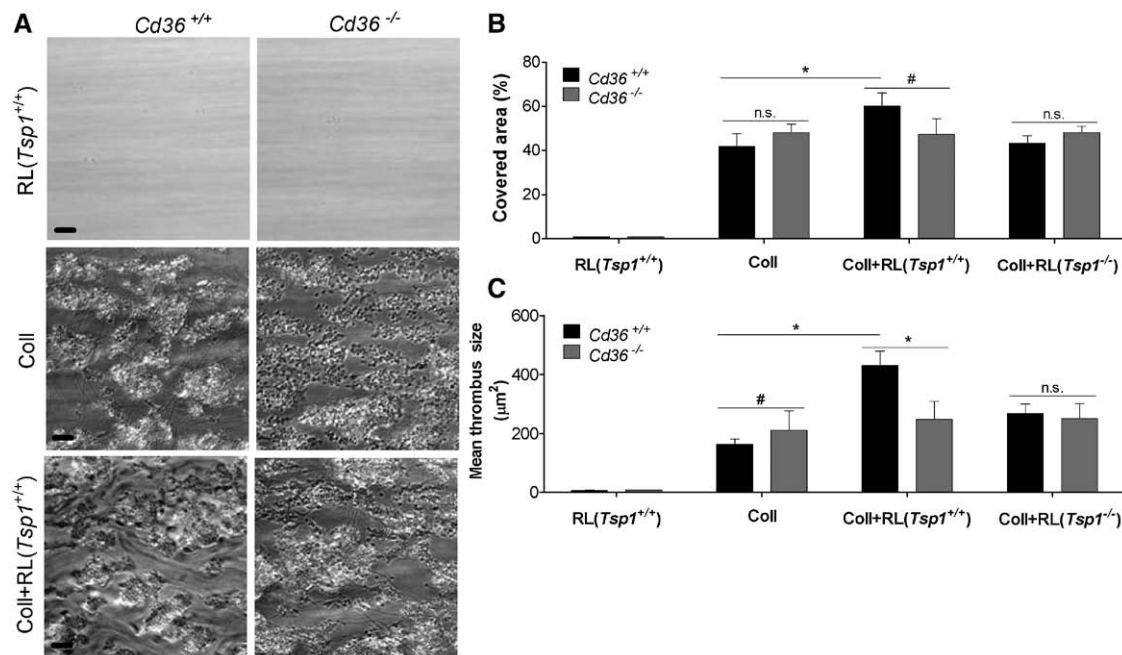 A
Cd36 +/+
Cd36 -/-
RL(Tsp1+/+)
Coll
Coll+RL(Tsp1+/+)
B
80
60
40
20
0
Covered area (%)
Cd36 +/+
Cd36 -/-
n.s.
*
#
n.s.
RL(Tsp1+/+)
Coll
Coll+RL(Tsp1+/+)
Coll+RL(Tsp1-/-)
C
600
400
200
0
Mean thrombus size
(μm²)
Cd36 +/+
Cd36 -/-
#
*
*
n.s.
RL(Tsp1+/+)
Coll
Coll+RL(Tsp1+/+)
Coll+RL(Tsp1-/-)